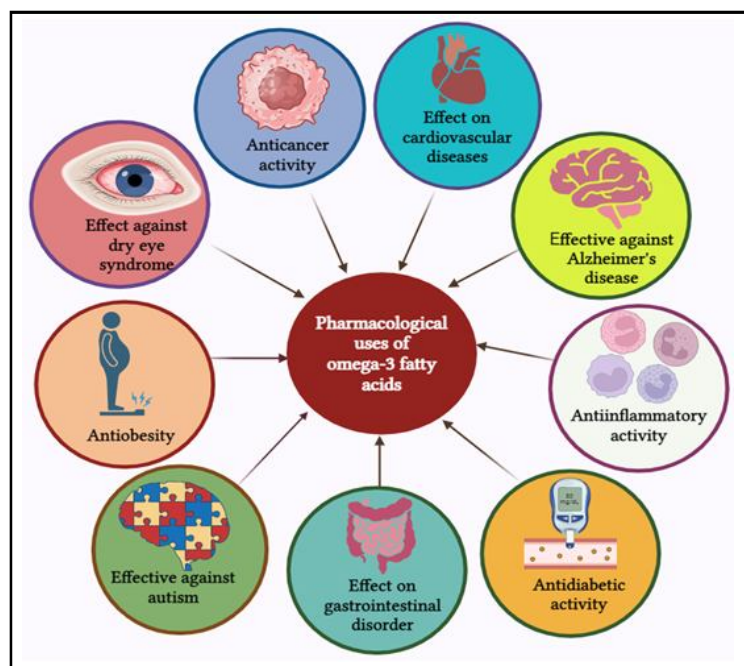 Anticancer
activity
Effect on
cardiovascular
diseases
Effect against
dry eye
syndrome
Effective against
Alzheimer's
disease
Pharmacological
uses of
omega-3 fatty
acids
Antiobesity
Antiinflammatory
activity
Effective against
autism
Effect on
gastrointestinal
disorder
Antidiabetic
activity